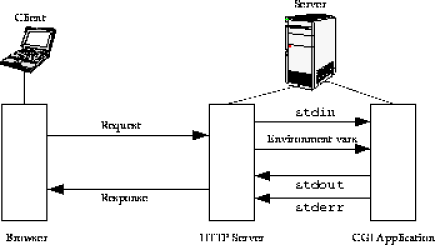 Server
Client
stdin
Request
Environment vars
Response
stdout
stderr
Browser
HTTP Server
CGI Application